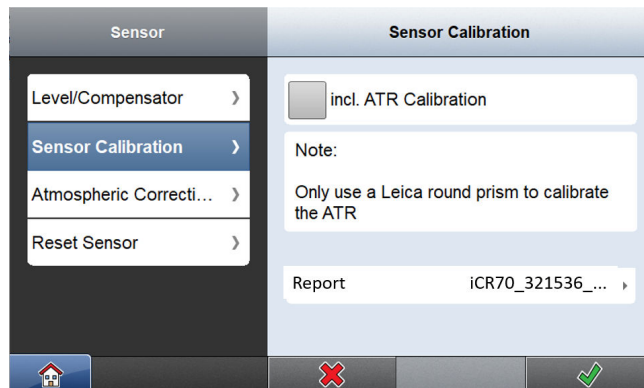 Sensor
Sensor Calibration
Level/Compensator
Sensor Calibration
Atmospheric Correcti...
Reset Sensor
incl. ATR Calibration
Note:
Only use a Leica round prism to calibrate
the ATR
Report iCR70_321536_...